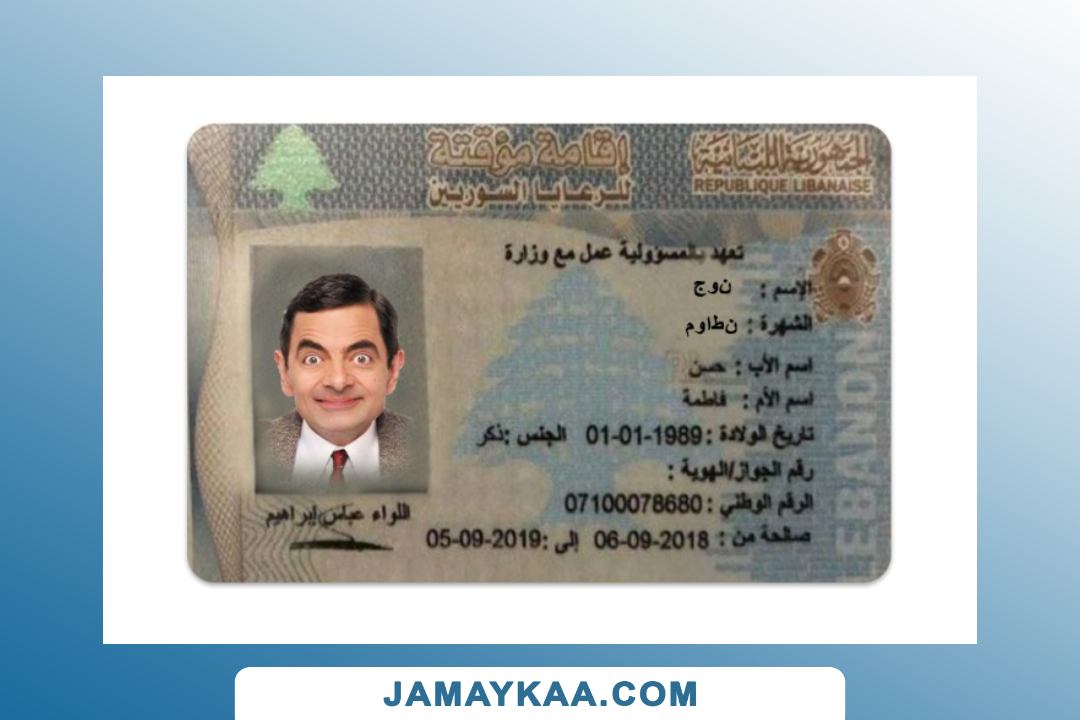 الجمهورية اللبنانية
REPUBLIQUE LIBANAISE
إقامة مؤقتة
للرعايا السوريين
تعهد بالمسؤولية عمل مع وزارة
الإسم : نوج
الشهرة : نطاوم
اسم الأب : حسن
اسم الأم : فاطمة
تاريخ الولادة : 01-01-1989 الجنس :ذكر
رقم الجواز/الهوية :
الرقم الوطني : 07100078680
صالحة من : 06-09-2018 إلى :05-09-2019
اللواء عباس إبراهيم
EBANON
JAMAYKAA.COM